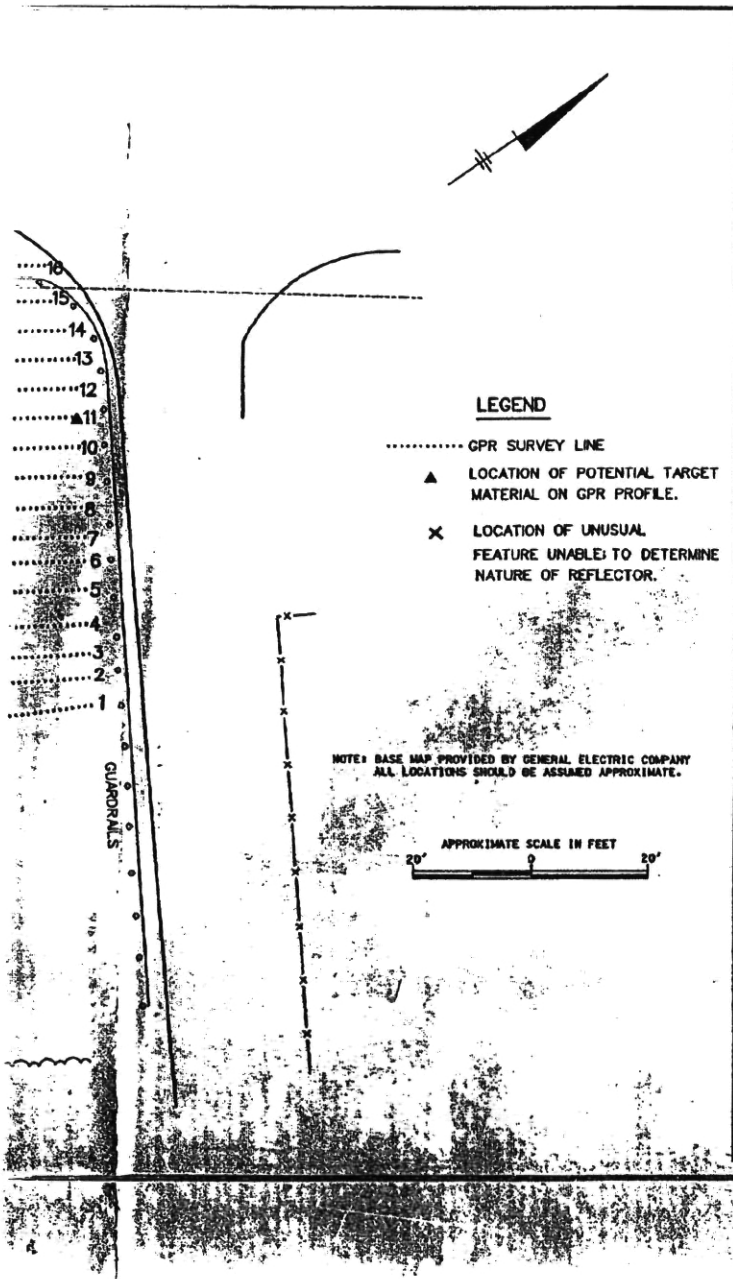 16
15
14
13
12
11
10
9
8
7
6
5
4
3
2
1
GUARDRAILS
LEGEND
GPR SURVEY LINE
LOCATION OF POTENTIAL TARGET
MATERIAL ON GPR PROFILE.
LOCATION OF UNUSUAL
FEATURE UNABLE: TO DETERMINE
NATURE OF REFLECTOR.
NOTE: BASE MAP PROVIDED BY GENERAL ELECTRIC COMPANY
ALL LOCATIONS SHOULD BE ASSUMED APPROXIMATE.
APPROXIMATE SCALE IN FEET
20' 0 20'